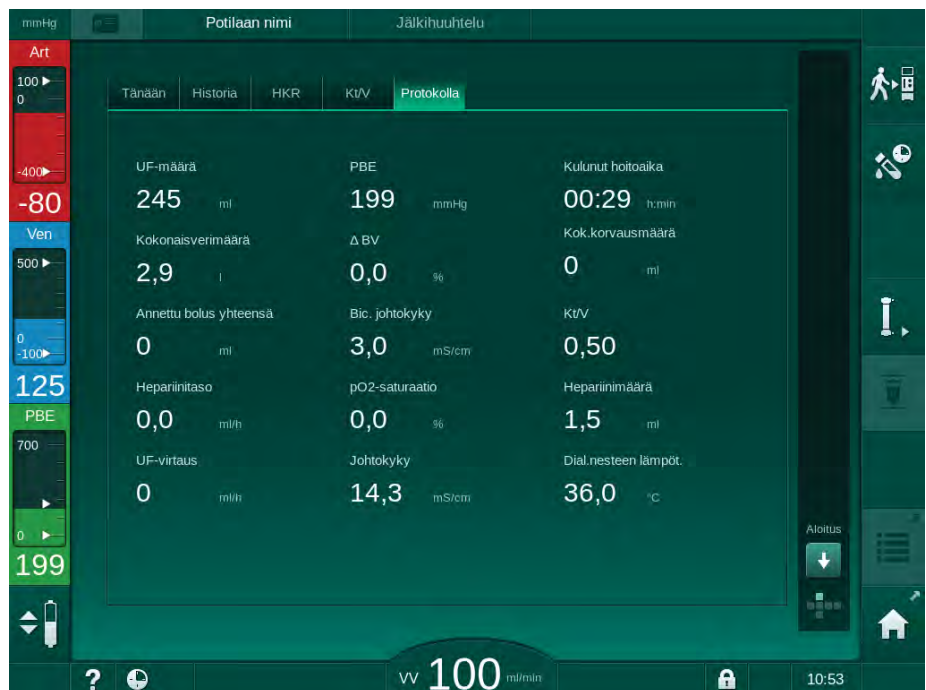 mmHg Potilaan nimi Jälkihuuhtelu
Art
100
0
-400
-80
Ven
500
0
-100
125
PBE
700
0
199
Tänään Historia HKR Kt/V Protokolla
UF-määrä PBE Kulunut hoitoaika
245 ml 199 mmHg 00:29 h:min
Kokonaisverimäärä Δ BV Kok.korvausmäärä
2,9 l 0,0 % 0 ml
Annettu bolus yhteensä Bic. johtokyky Kt/V
0 ml 3,0 mS/cm 0,50
Hepariinitaso pO2-saturaatio Hepariinimäärä
0,0 ml/h 0,0 % 1,5 ml
UF-virtaus Johtokyky Dial.nesteen lämpöt.
0 ml/h 14,3 mS/cm 36,0 °C
Aloitus
? VV 100 ml/min 10:53